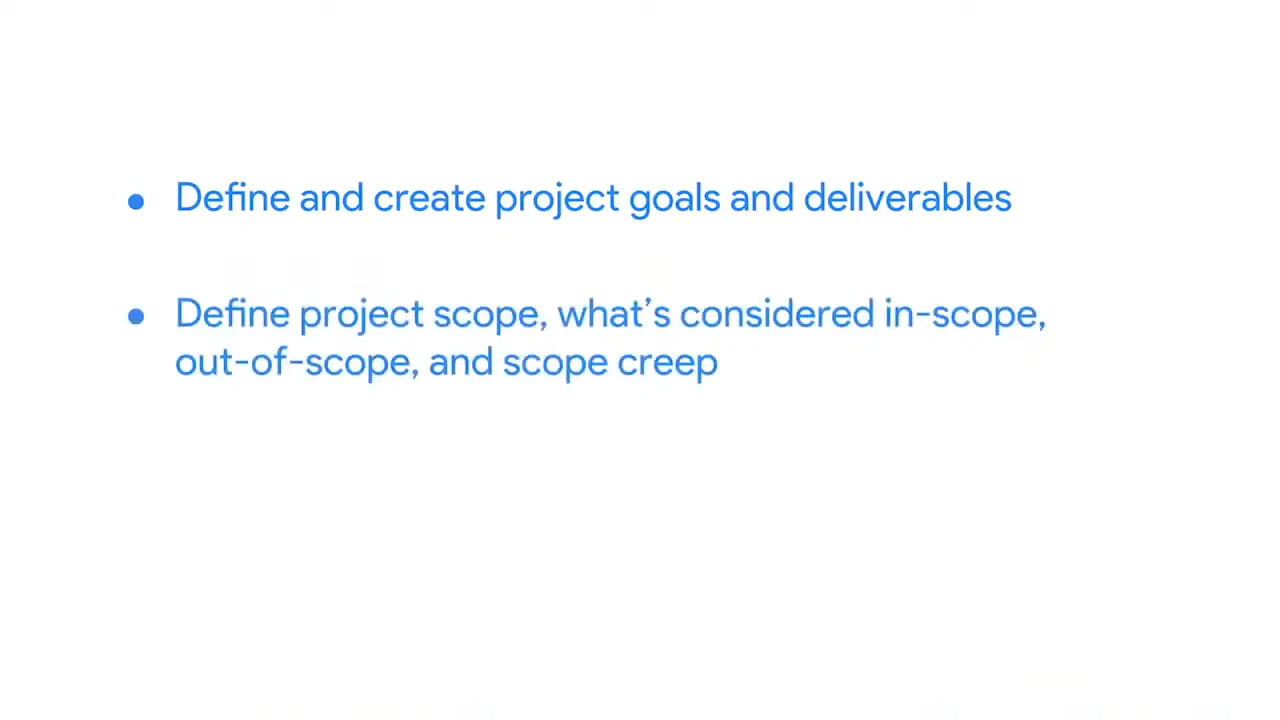 • Define and create project goals and deliverables
• Define project scope, what’s considered in-scope,
out-of-scope, and scope creep